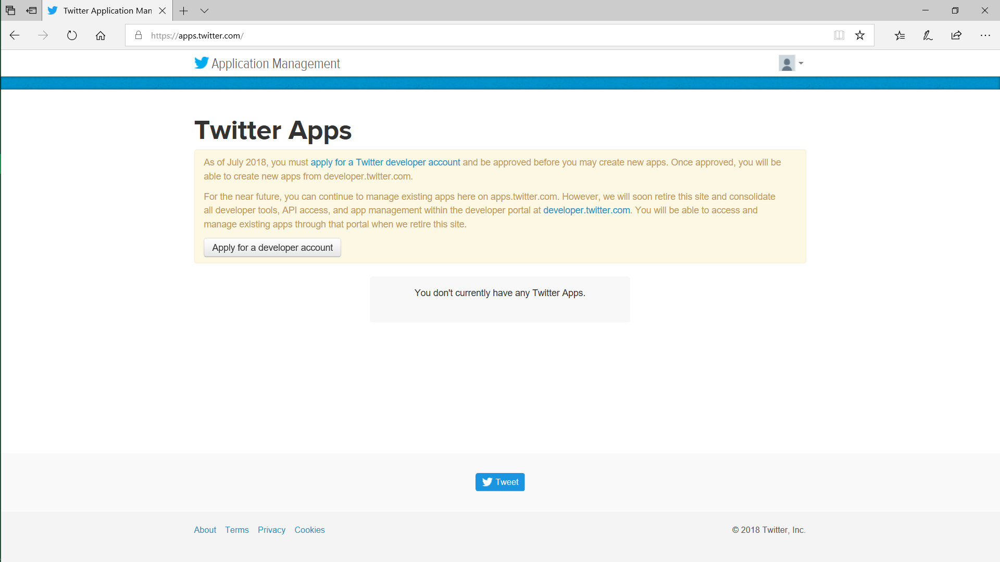 Twitter Application Man
https://apps.twitter.com/
Application Management
Twitter Apps
As of July 2018, you must apply for a Twitter developer account and be approved before you may create new apps. Once approved, you will be
able to create new apps from developer.twitter.com.
For the near future, you can continue to manage existing apps here on apps.twitter.com. However, we will soon retire this site and consolidate
all developer tools, API access, and app management within the developer portal at developer.twitter.com. You will be able to access and
manage existing apps through that portal when we retire this site.
Apply for a developer account
You don't currently have any Twitter Apps.
Tweet
About Terms Privacy Cookies © 2018 Twitter, Inc.